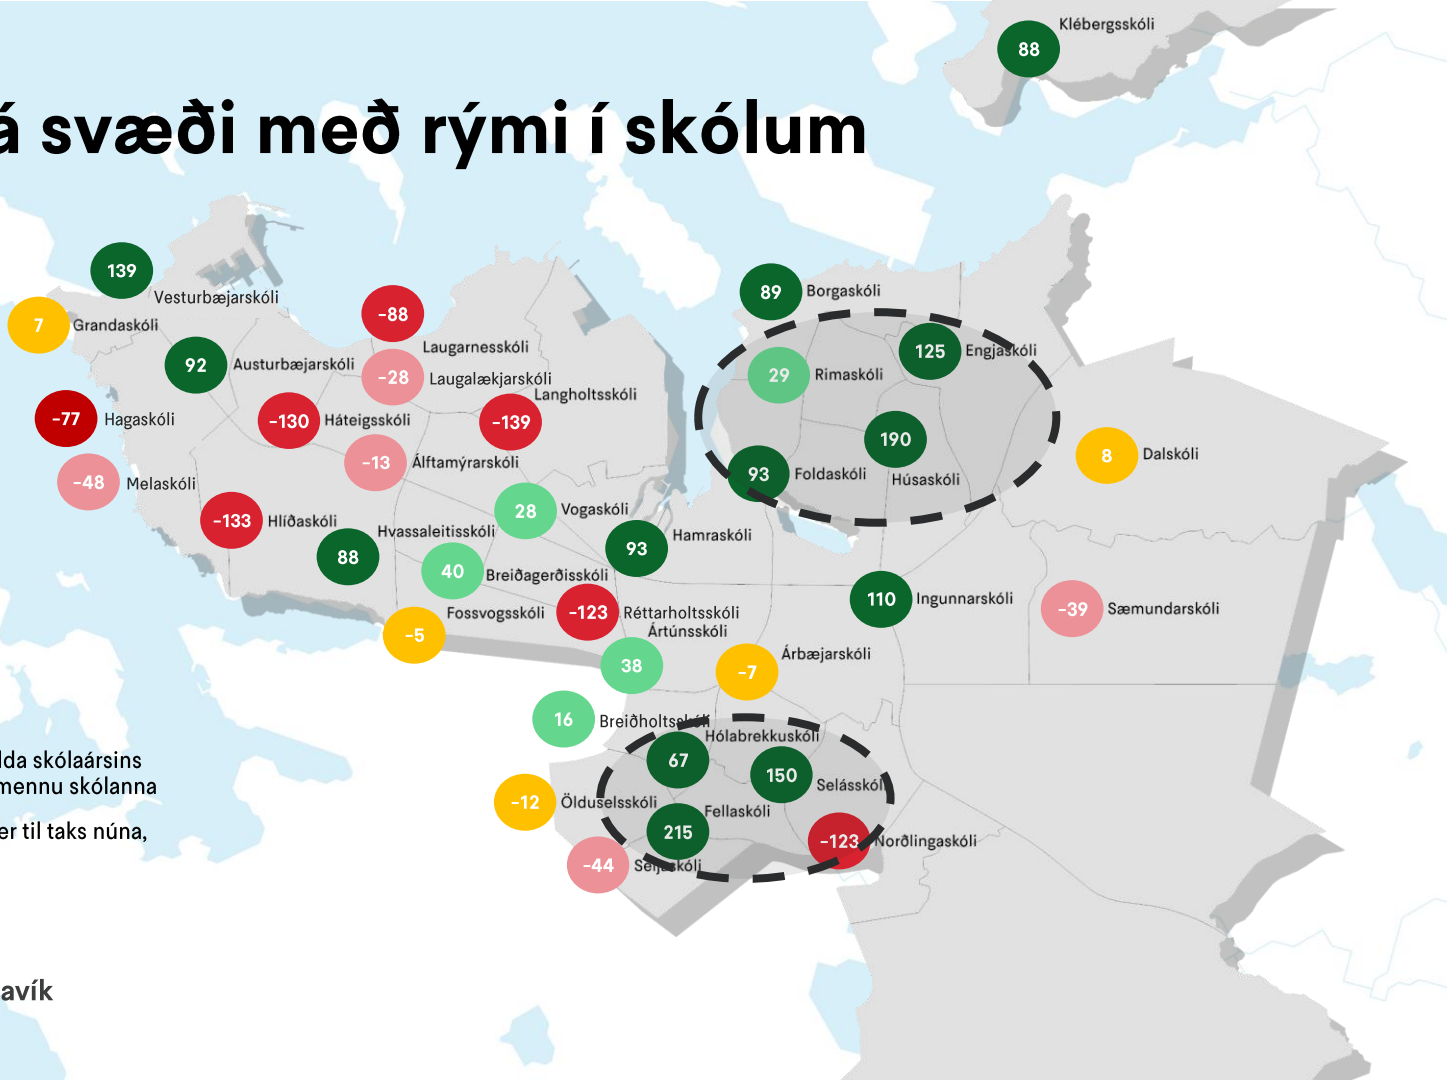 Klébergsskóli
88
á svæði með rými í skólum
139
Vesturbæjarskóli
7
Grandaskóli
-88
Laugarnesskóli
89
Borgaskóli
125
Engjaskóli
92
Austurbæjarskóli
-28
Laugalækjarskóli
29
Rimaskóli
Langholtsskóli
-77
Hagaskóli
-130
Háteigsskóli
-139
190
Húsaskóli
-13
Álftamýrarskóli
93
Foldaskóli
8
Dalskóli
-48
Melaskóli
28
Vogaskóli
-133
Hlíðaskóli
Hvassaleitisskóli
88
93
Hamraskóli
40
Breiðagerðisskóli
110
Ingunnarskóli
-39
Sæmundarskóli
Fossvogsskóli
-5
-123
Réttarholtsskóli
Ártúnsskóli
38
Árbæjarskóli
-7
16
Breiðholtsskóli
Hólabrekkuskóli
67
150
Selásskóli
-12
Ölduselsskóli
Fellaskóli
215
-123
Norðlingaskóli
-44
Seljaskóli
lda skólaársins
mennu skólanna
er til taks núna,
avík